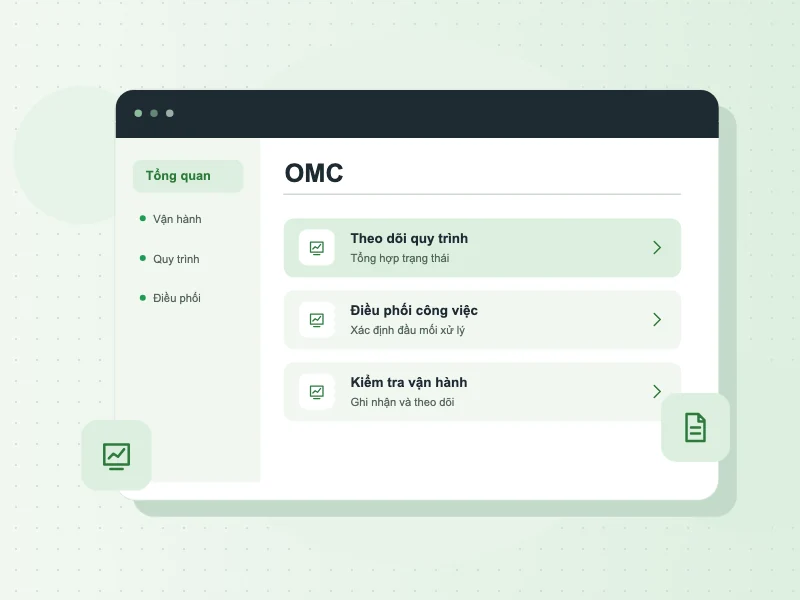 Tổng quan
Vận hành
Quy trình
Điều phối
OMC
Theo dõi quy trình
Tổng hợp trạng thái
Điều phối công việc
Xác định đầu mối xử lý
Kiểm tra vận hành
Ghi nhận và theo dõi